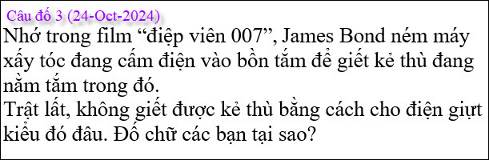 Câu đố 3 (24-Oct-2024)
Nhớ trong film “điệp viên 007”, James Bond ném máy
xấy tóc đang cấm điện vào bồn tắm để giết kẻ thù đang
nằm tắm trong đó.
Trật lất, không giết được kẻ thù bằng cách cho điện giựt
kiểu đó đâu. Đố chữ các bạn tại sao?